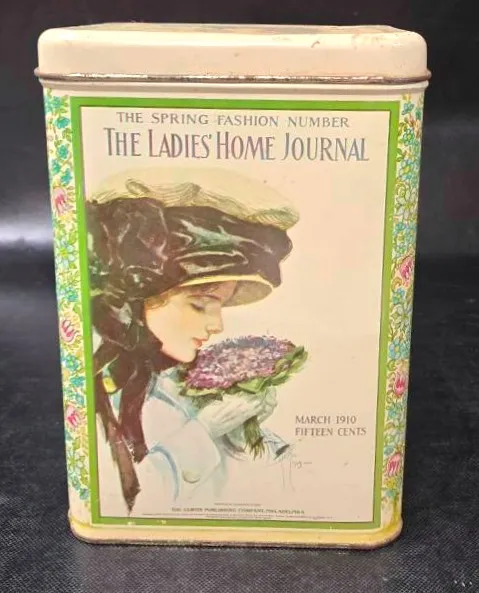 THE SPRING FASHION NUMBER
THE LADIES' HOME JOURNAL
MARCH 1910
FIFTEEN CENTS
THE CURTIS PUBLISHING COMPANY, PHILADELPHIA